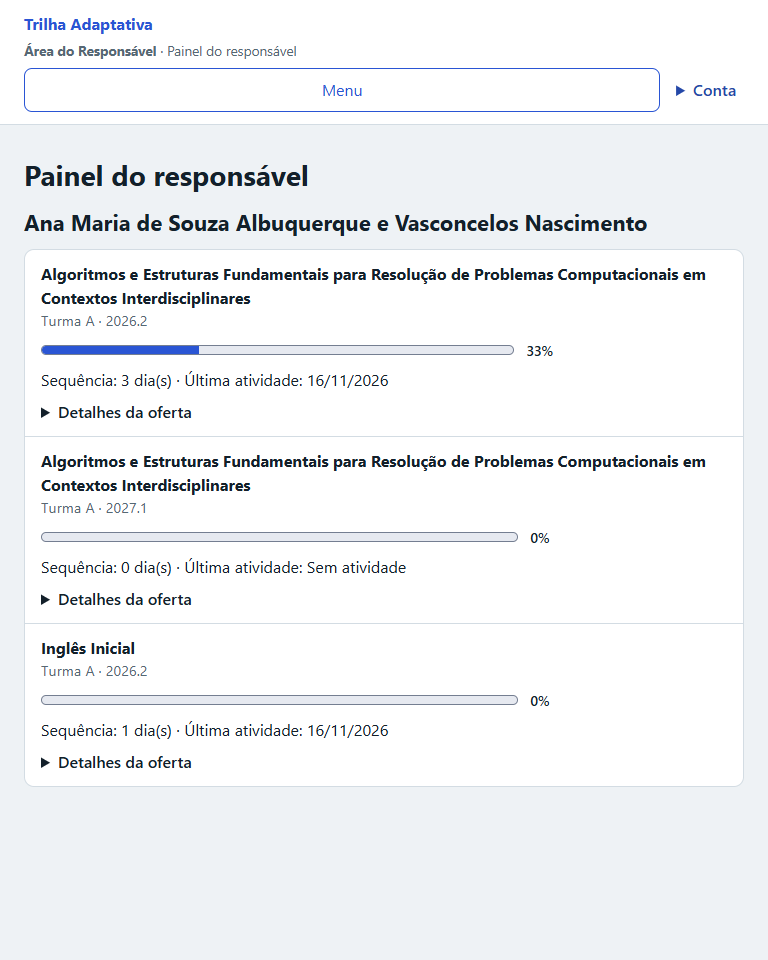 Trilha Adaptativa
Área do Responsável · Painel do responsável
Menu
Conta
Painel do responsável
Ana Maria de Souza Albuquerque e Vasconcelos Nascimento
Algoritmos e Estruturas Fundamentais para Resolução de Problemas Computacionais em
Contextos Interdisciplinares
Turma A · 2026.2
33%
Sequência: 3 dia(s) · Última atividade: 16/11/2026
Detalhes da oferta
Algoritmos e Estruturas Fundamentais para Resolução de Problemas Computacionais em
Contextos Interdisciplinares
Turma A · 2027.1
0%
Sequência: 0 dia(s) · Última atividade: Sem atividade
Detalhes da oferta
Inglês Inicial
Turma A · 2026.2
0%
Sequência: 1 dia(s) · Última atividade: 16/11/2026
Detalhes da oferta